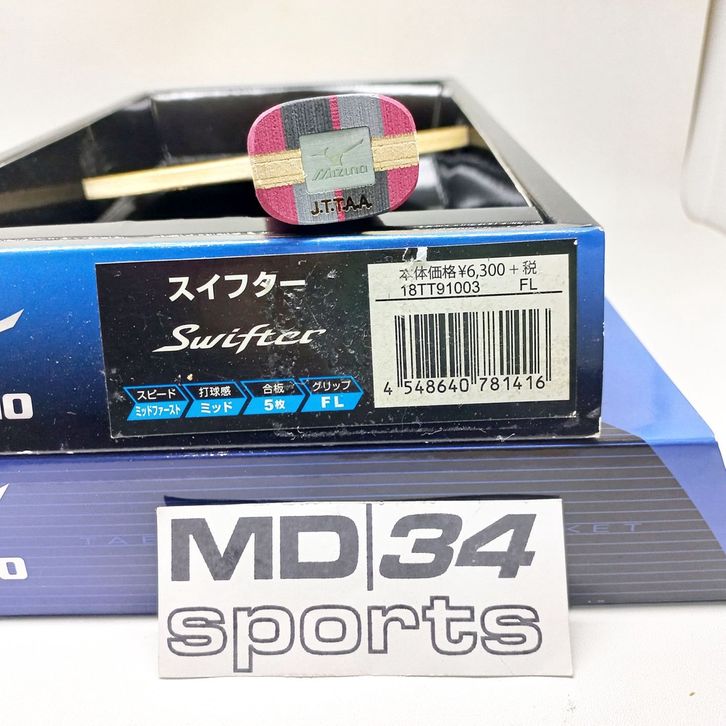 Mizuno
J.T.T.A.A.
スイフター
Swifter
スピード 打球感 合板 グリップ
ミッドファースト ミッド 5枚 FL
本体価格¥6,300+税
18TT91003 FL
4 548640 781416
MD|34
sports